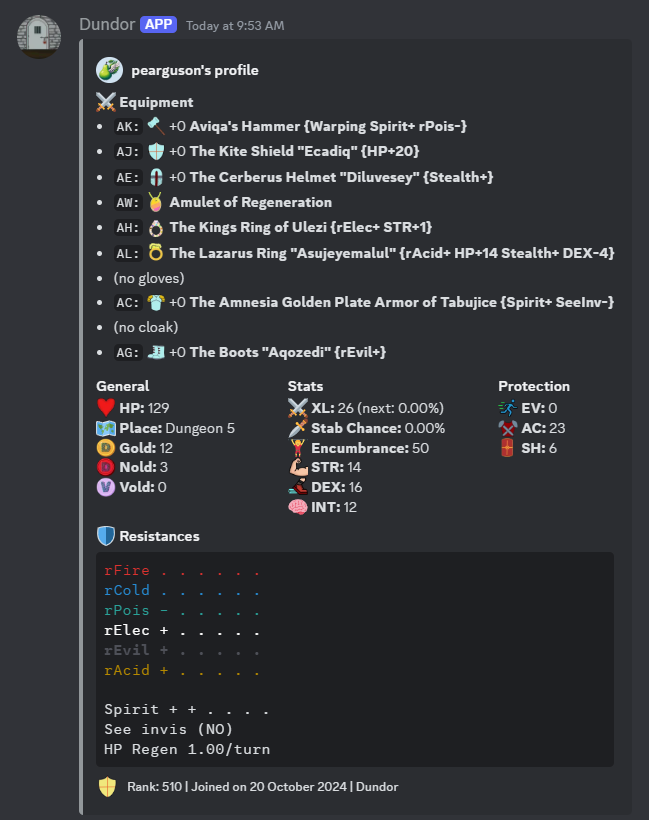 Dundor APP Today at 9:53 AM
pearguson's profile
Equipment
• AK: +0 Aviqa's Hammer {Warping Spirit+ rPois-}
• AJ: +0 The Kite Shield "Ecadiq" {HP+20}
• AE: +0 The Cerberus Helmet "Diluvesey" {Stealth+}
• AW: Amulet of Regeneration
• AH: The Kings Ring of Ulezi {rElec+ STR+1}
• AL: The Lazarus Ring "Asujeyemalul" {rAcid+ HP+14 Stealth+ DEX-4}
• (no gloves)
• AC: +0 The Amnesia Golden Plate Armor of Tabujice {Spirit+ SeeInv-}
• (no cloak)
• AG: +0 The Boots "Aqozedi" {rEvil+}
General
HP: 129
Place: Dungeon 5
Gold: 12
Nold: 3
Vold: 0
Stats
XL: 26 (next: 0.00%)
Stab Chance: 0.00%
Encumbrance: 50
STR: 14
DEX: 16
INT: 12
Protection
EV: 0
AC: 23
SH: 6
Resistances
rFire . . . . . .
rCold . . . . . .
rPois - . . . . .
rElec + . . . . .
rEvil + . . . . .
rAcid + . . . . .
Spirit + + . . . .
See invis (NO)
HP Regen 1.00/turn
Rank: 510 | Joined on 20 October 2024 | Dundor